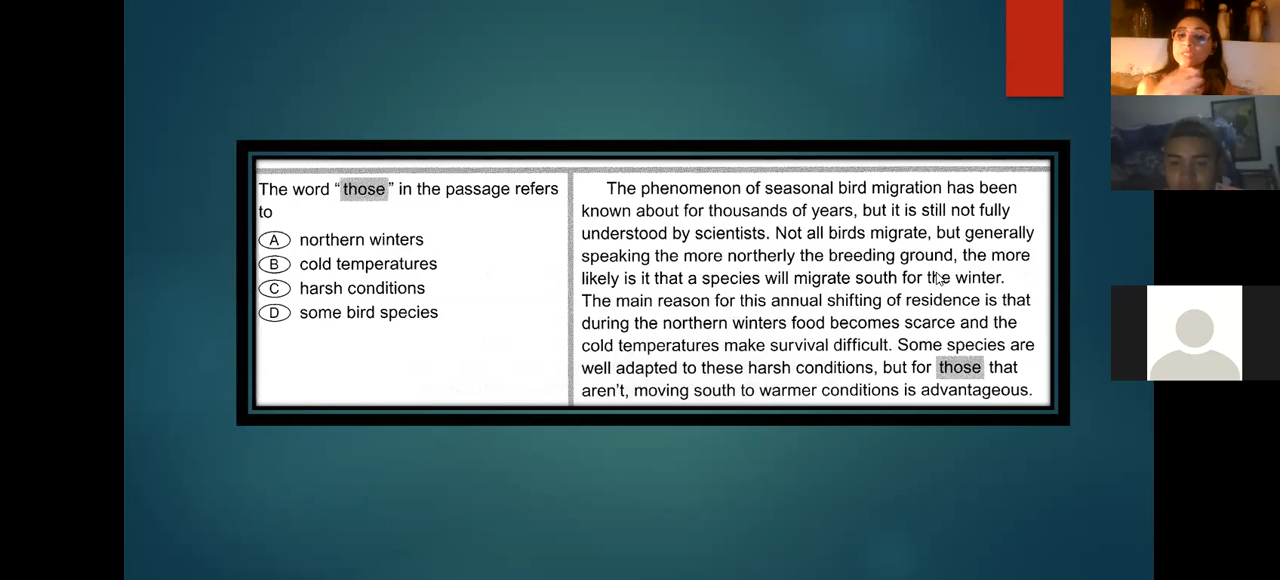 The word “those” in the passage refers
to
A northern winters
B cold temperatures
C harsh conditions
D some bird species
The phenomenon of seasonal bird migration has been
known about for thousands of years, but it is still not fully
understood by scientists. Not all birds migrate, but generally
speaking the more northerly the breeding ground, the more
likely is it that a species will migrate south for the winter.
The main reason for this annual shifting of residence is that
during the northern winters food becomes scarce and the
cold temperatures make survival difficult. Some species are
well adapted to these harsh conditions, but for those that
aren’t, moving south to warmer conditions is advantageous.